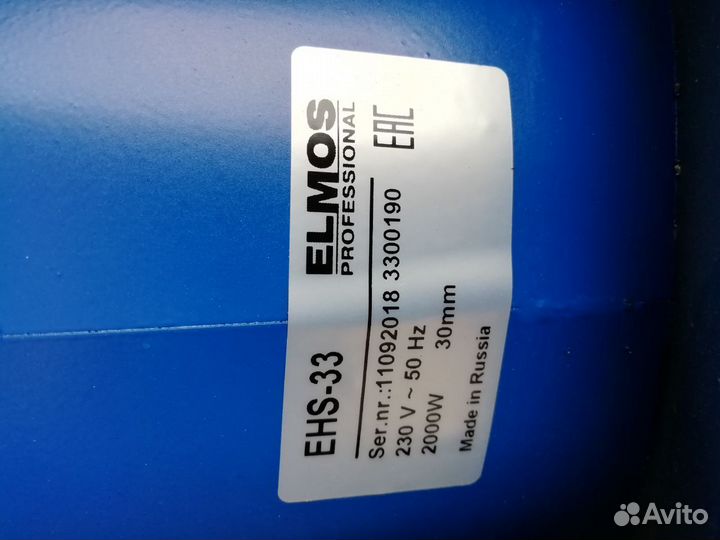 ELMOS
PROFESSIONAL
EAC
EHS-33
Ser.nr.:11092018 3300190
230 V ~ 50 Hz
2000W 30mm
Made in Russia
Avito